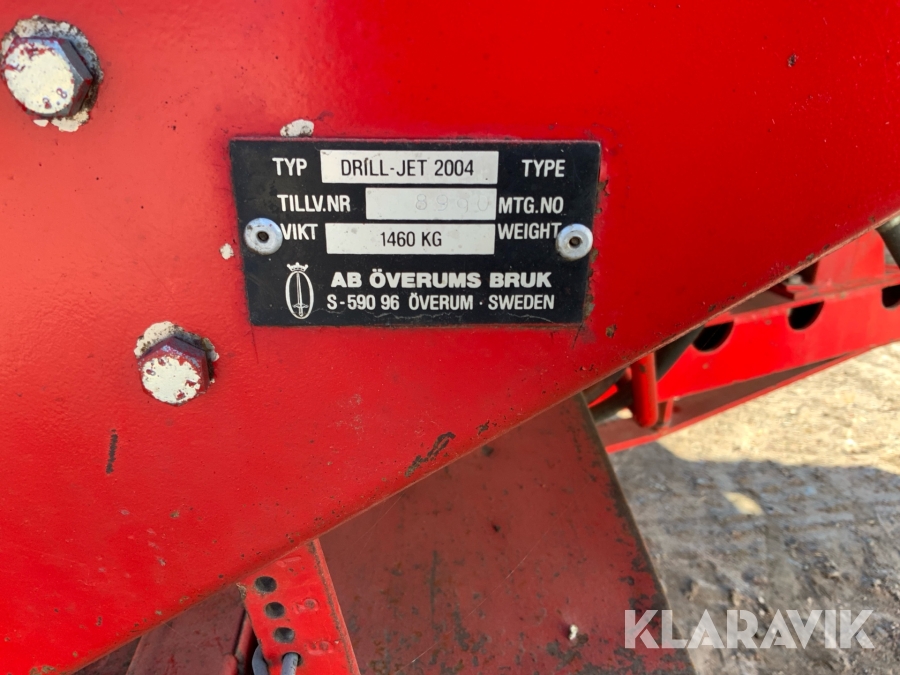 TYP DRILL-JET 2004 TYPE
TILLV.NR MTG.NO
VIKT 1460 KG WEIGHT
AB ÖVERUMS BRUK
S-590 96 ÖVERUM · SWEDEN
KLARAVIK